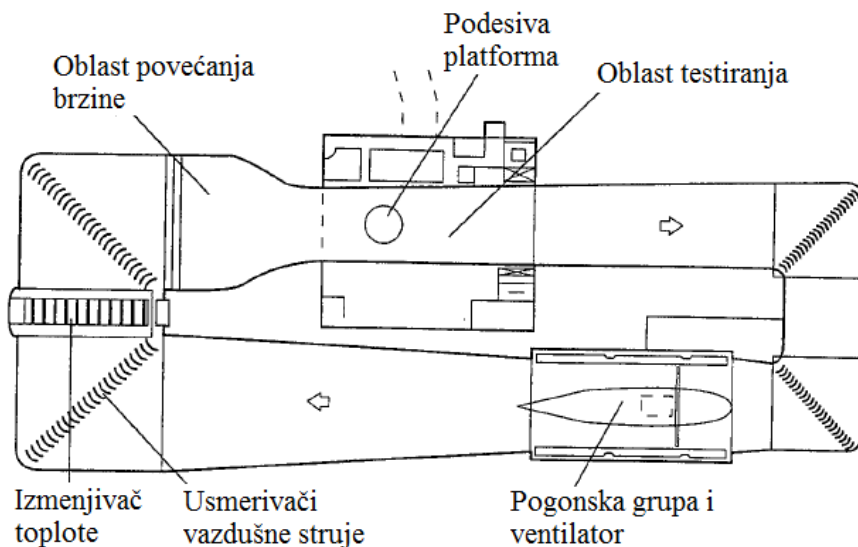 Podesiva
platforma
Oblast povećanja
brzine
Oblast testiranja
Izmenjivač
toplote
Usmerivači
vazdušne struje
Pogonska grupa i
ventilator